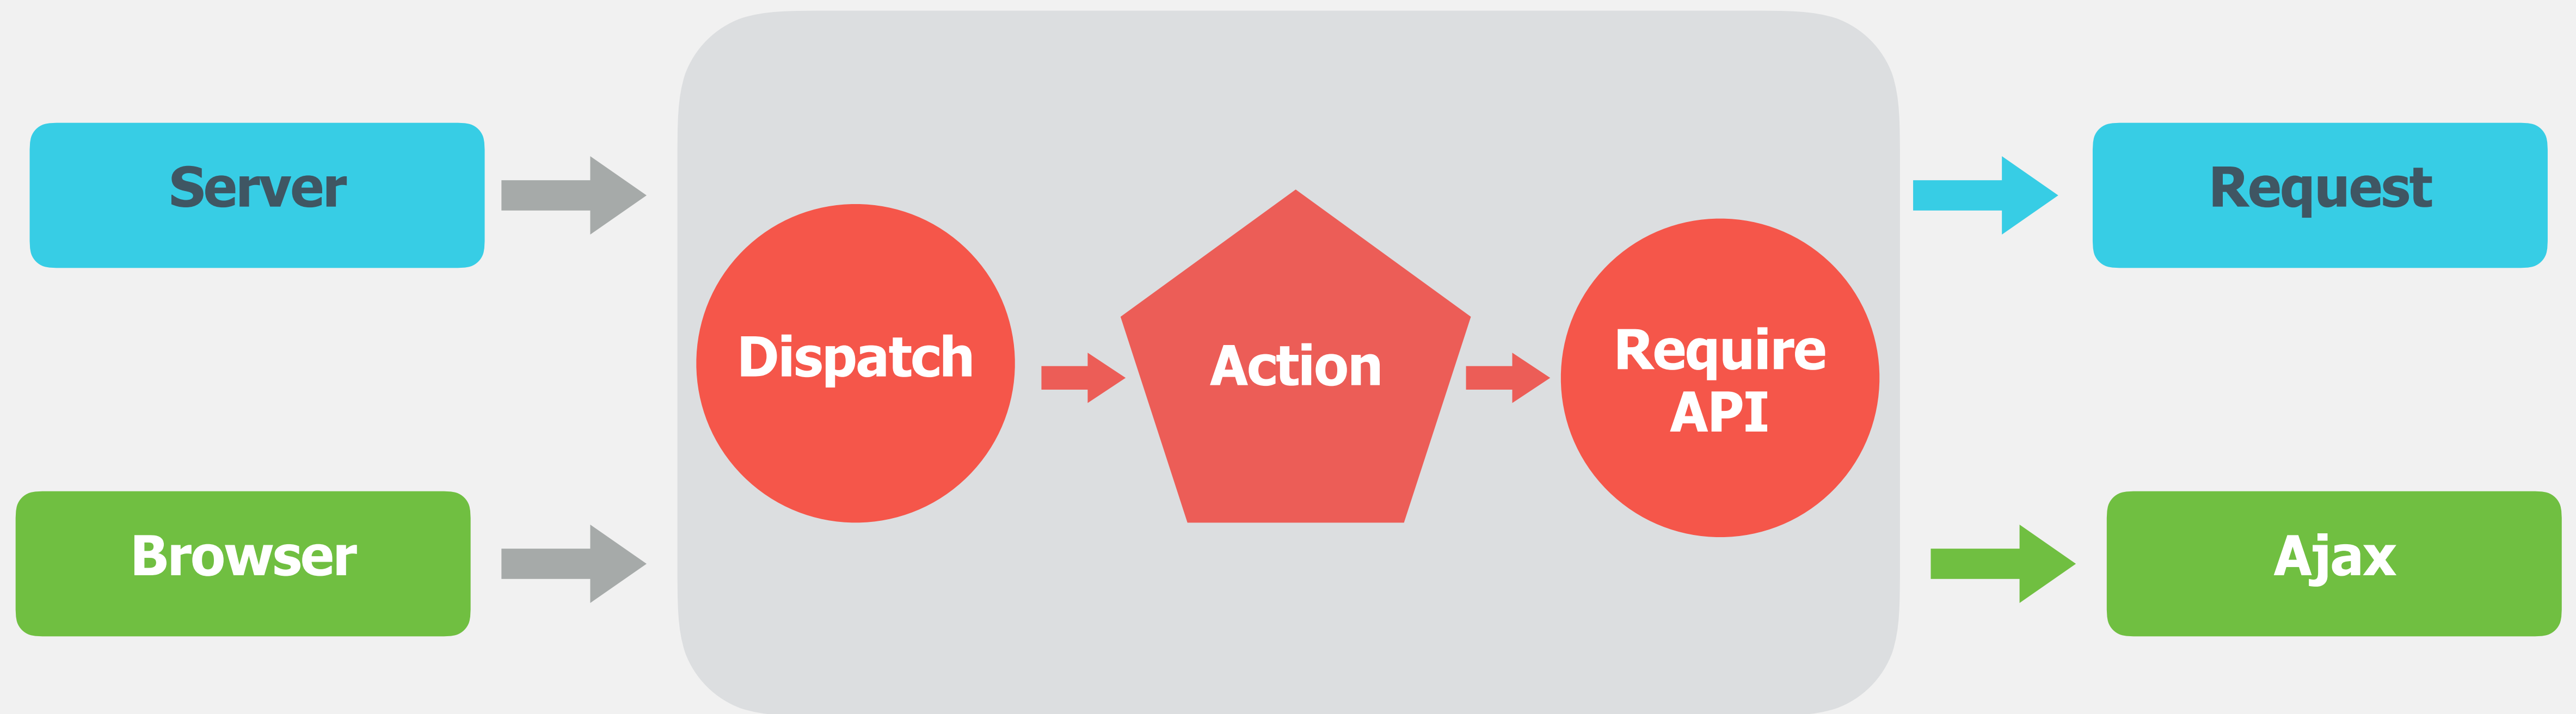 Server
Request
Dispatch
Action
Require
API
Browser
Ajax